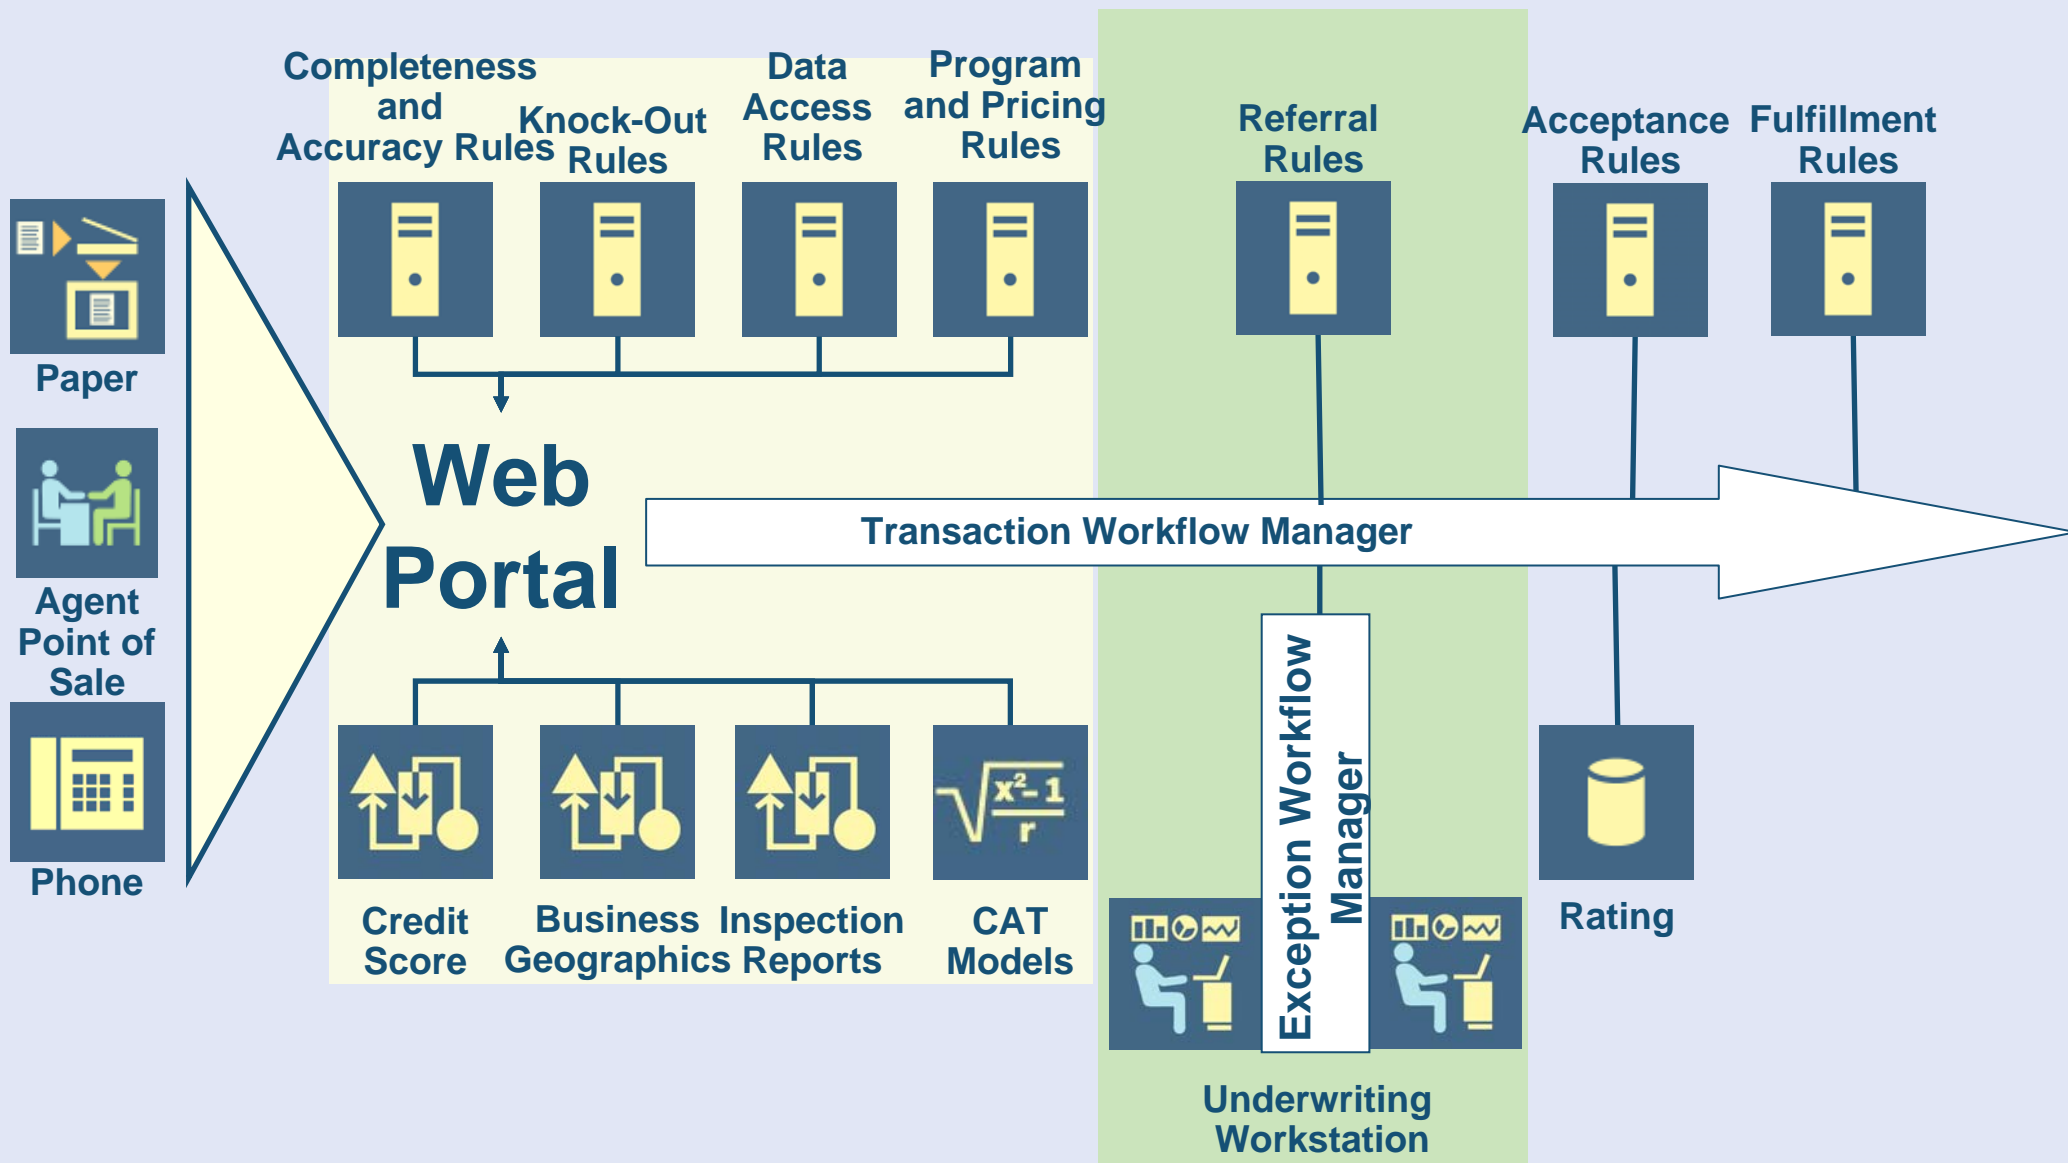 Completeness
and
Accuracy Rules
Knock-Out
Rules
Data
Access
Rules
Program
and Pricing
Rules
Referral
Rules
Acceptance
Rules
Fulfillment
Rules
Paper
Agent
Point of
Sale
Phone
Web
Portal
Transaction Workflow Manager
Exception Workflow
Manager
x²-1
r
Credit
Score
Business
Geographics
Inspection
Reports
CAT
Models
Rating
Underwriting
Workstation